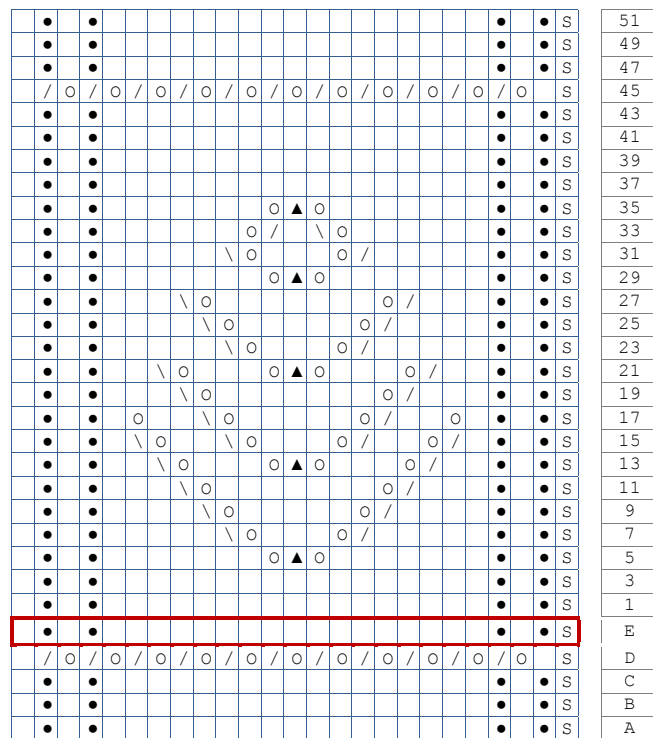 ● ● ● ● S 51
● ● ● ● S 49
● ● ● ● S 47
/ O / O / O / O / O / O / O / O / O / O / O S 45
● ● ● ● S 43
● ● ● ● S 41
● ● ● ● S 39
● ● ● ● S 37
● ● O ▲ O ● ● S 35
● ● O / \ O ● ● S 33
● ● \ O O / ● ● S 31
● ● O ▲ O ● ● S 29
● ● \ O O / ● ● S 27
● ● \ O O / ● ● S 25
● ● \ O O / ● ● S 23
● ● \ O O ▲ O O / ● ● S 21
● ● \ O O / ● ● S 19
● ● O \ O O / O ● ● S 17
● ● \ O \ O O / O / ● ● S 15
● ● \ O O ▲ O O / ● ● S 13
● ● \ O O / ● ● S 11
● ● \ O O / ● ● S 9
● ● \ O O / ● ● S 7
● ● O ▲ O ● ● S 5
● ● ● ● S 3
● ● ● ● S 1
● ● ● ● S E
/ O / O / O / O / O / O / O / O / O / O / O S D
● ● ● ● S C
● ● ● ● S B
● ● ● ● S A